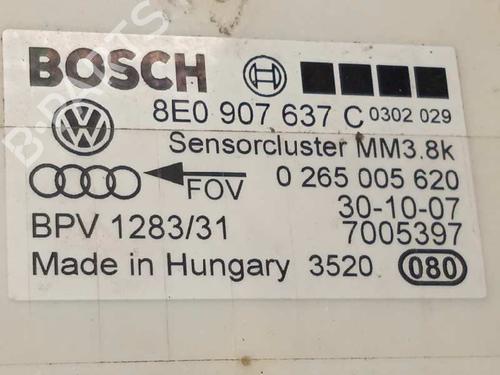 BOSCH
8E0 907 637 C 0302 029
Sensorcluster MM3.8k
FOV 0 265 005 620
30-10-07
BPV 1283/31 7005397
Made in Hungary 3520 080
B-PARTS